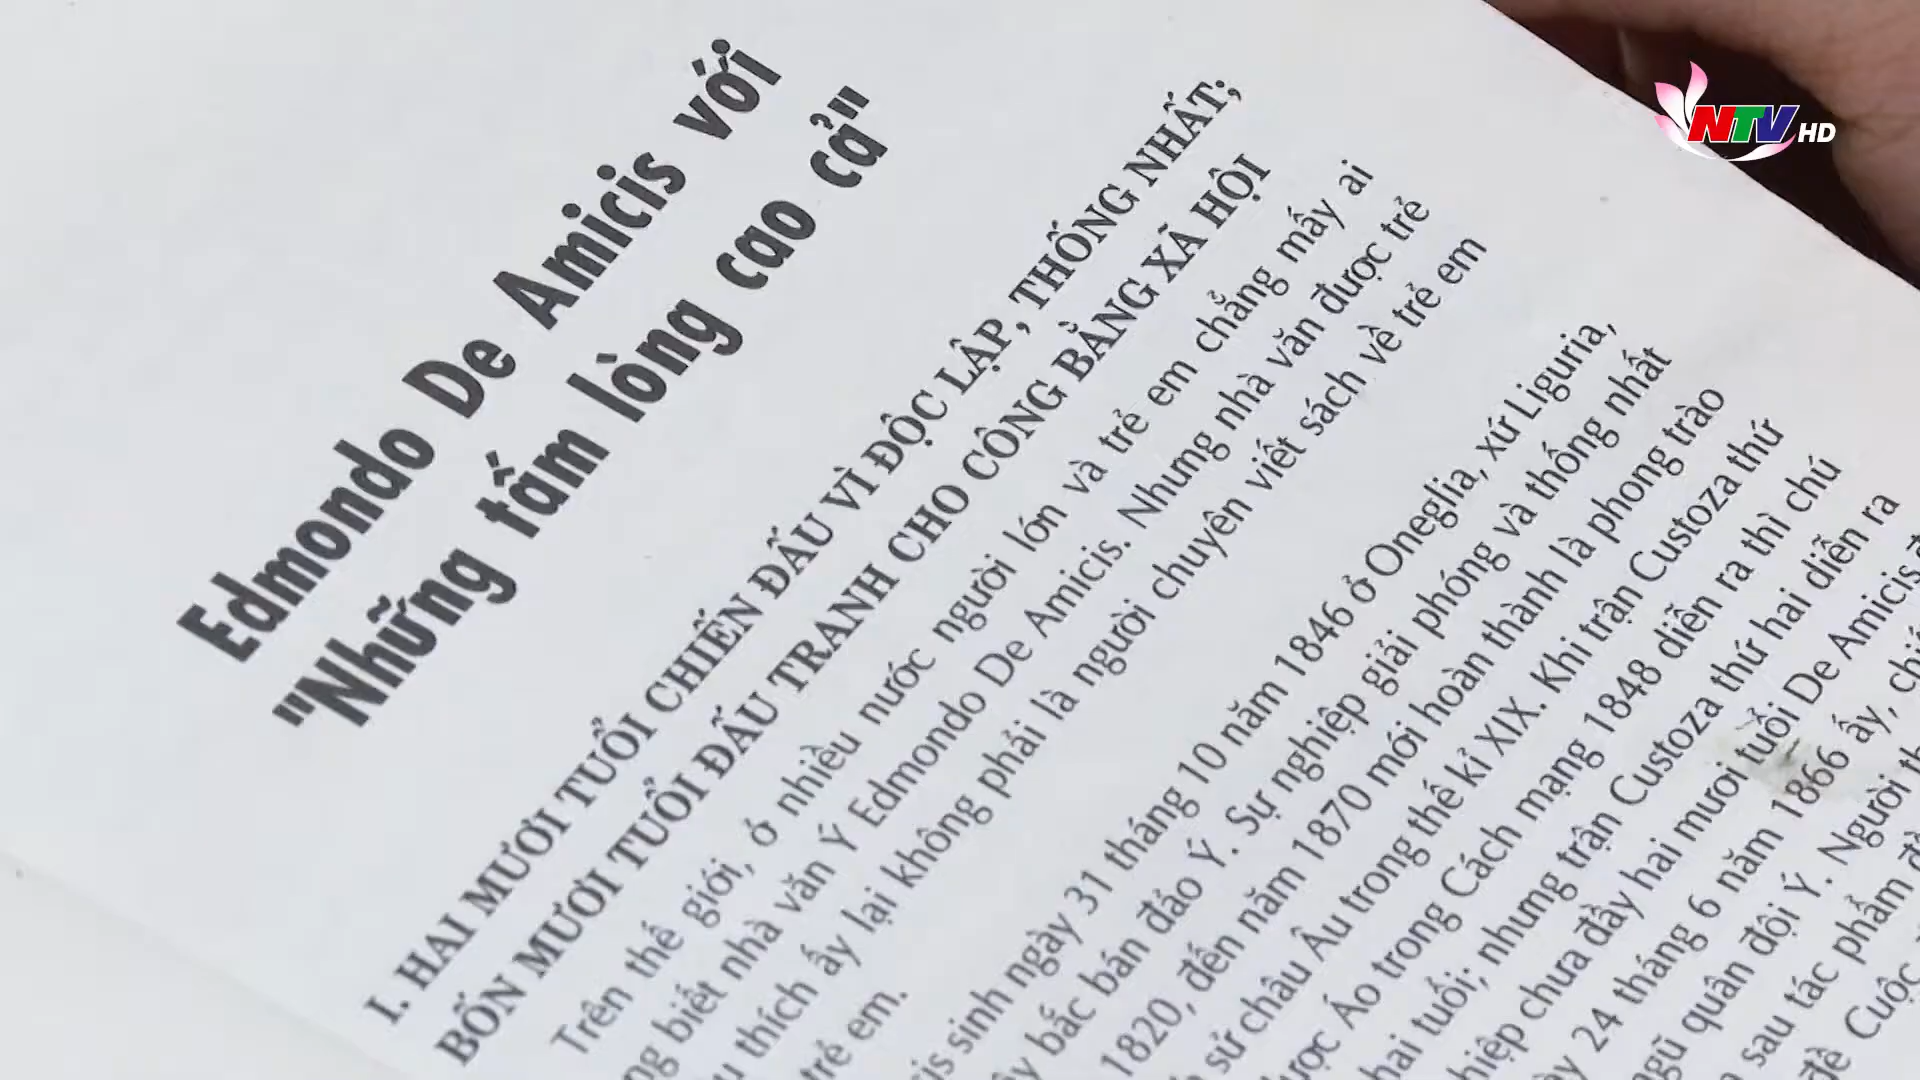 NTV HD
Edmondo De Amicis với
"Những tấm lòng cao cả"
I. HAI MƯƠI TUỔI CHIẾN ĐẤU VÌ ĐỘC LẬP, THỐNG NHẤT;
BỐN MƯƠI TUỔI ĐẤU TRANH CHO CÔNG BẰNG XÃ HỘI
Trên thế giới, ở nhiều nước người lớn và trẻ em chẳng mấy ai
biết nhà văn Ý Edmondo De Amicis. Nhưng nhà văn được trẻ
thích ấy lại không phải là người chuyên viết sách về trẻ em
trẻ em.
sinh ngày 31 tháng 10 năm 1846 ở Oneglia, xứ Liguria,
bắc bán đảo Ý. Sự nghiệp giải phóng và thống nhất
1820, đến năm 1870 mới hoàn thành là phong trào
sử châu Âu trong thế kỉ XIX. Khi trận Custoza thứ
Áo trong Cách mạng 1848 diễn ra thì chú
hai tuổi; nhưng trận Custoza thứ hai diễn ra
chưa đầy hai mươi tuổi De Amicis
24 tháng 6 năm 1866 ấy,
quân đội Ý. Người
sau tác phẩm
đề Cuộc